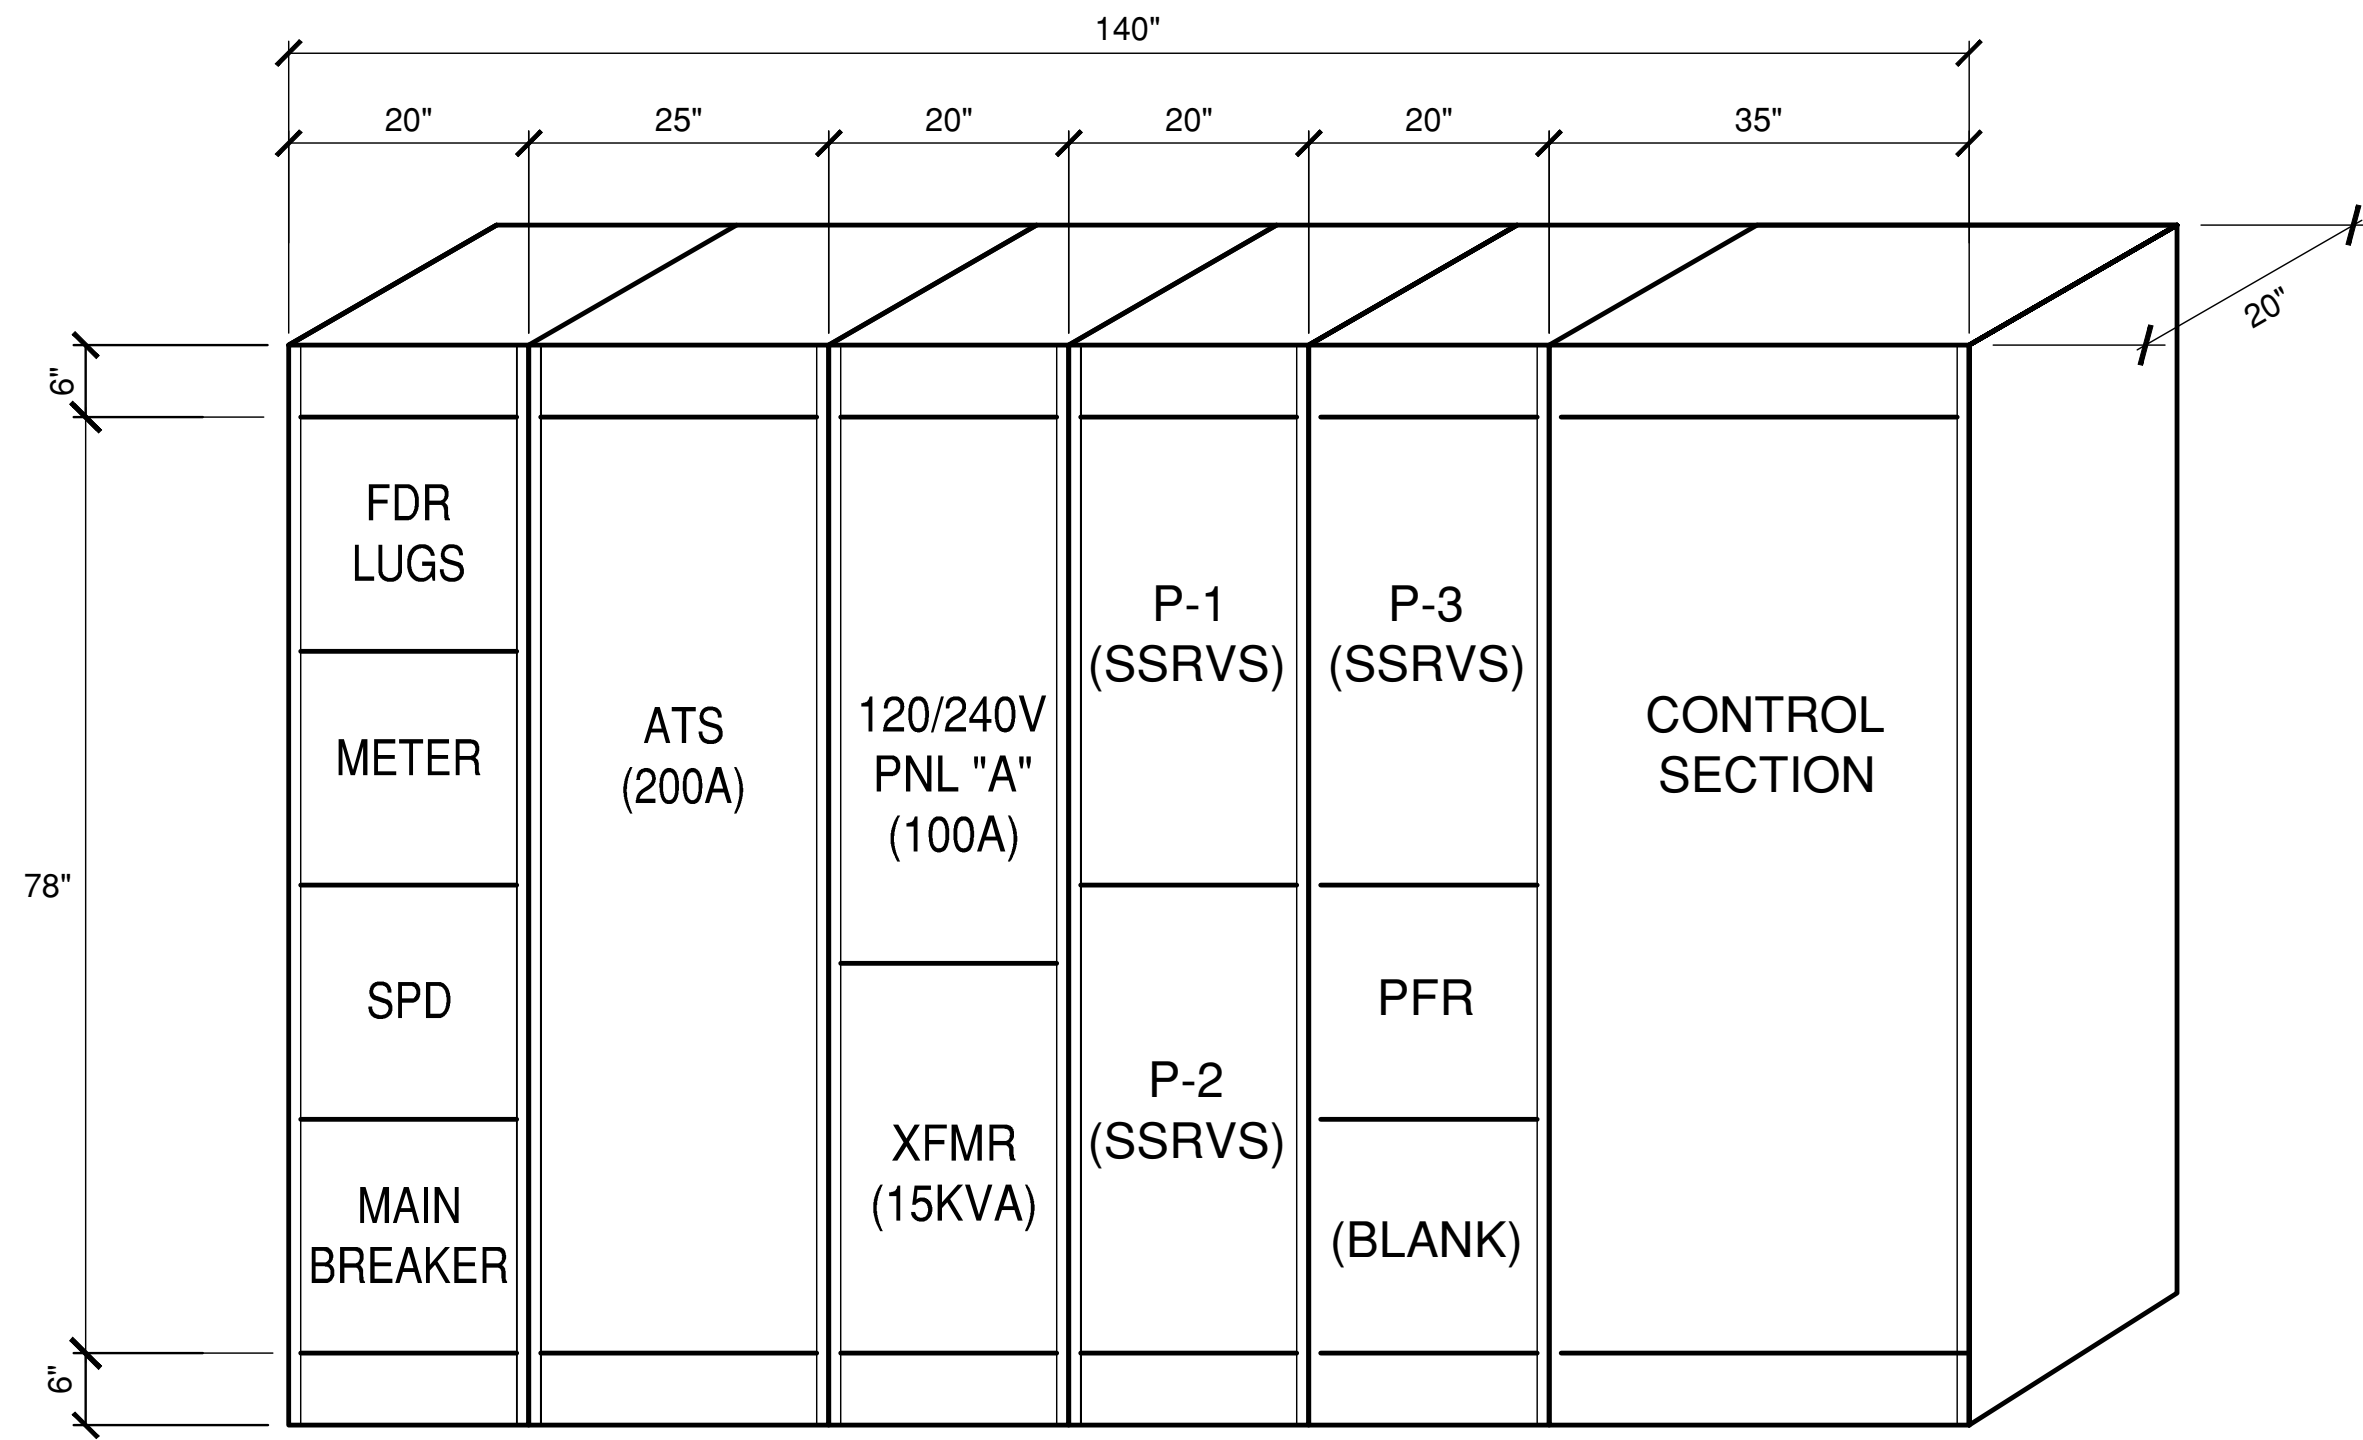 140"
20"
25"
20"
20"
20"
35"
20"
6"
78"
6"
FDR
LUGS
METER
SPD
MAIN
BREAKER
ATS
(200A)
120/240V
PNL "A"
(100A)
XFMR
(15KVA)
P-1
(SSRVS)
P-2
(SSRVS)
P-3
(SSRVS)
PFR
(BLANK)
CONTROL
SECTION